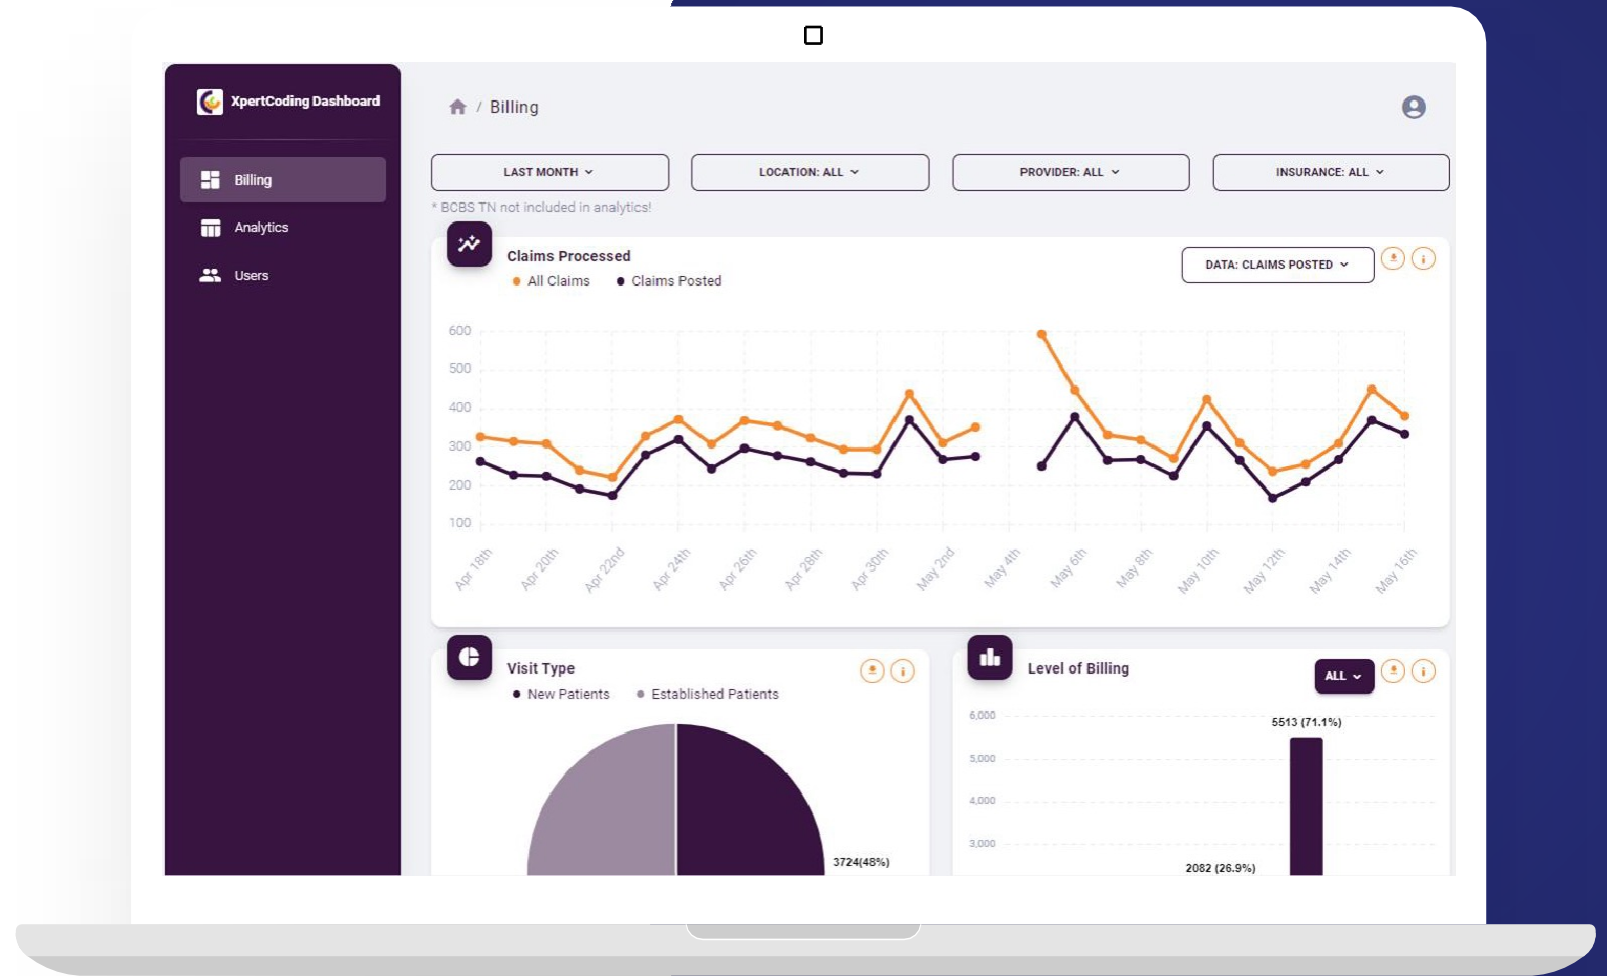 XpertCoding Dashboard
Billing
Analytics
Users
/ Billing
LAST MONTH
LOCATION: ALL
PROVIDER: ALL
INSURANCE: ALL
* BCBS TN not included in analytics!
Claims Processed
All Claims
Claims Posted
DATA: CLAIMS POSTED
600
500
400
300
200
100
Apr 18th
Apr 20th
Apr 22nd
Apr 24th
Apr 26th
Apr 28th
Apr 30th
May 2nd
May 4th
May 6th
May 8th
May 10th
May 12th
May 14th
May 16th
Visit Type
New Patients
Established Patients
3724(48%)
Level of Billing
ALL
6,000
5,000
4,000
3,000
5513 (71.1%)
2082 (26.9%)